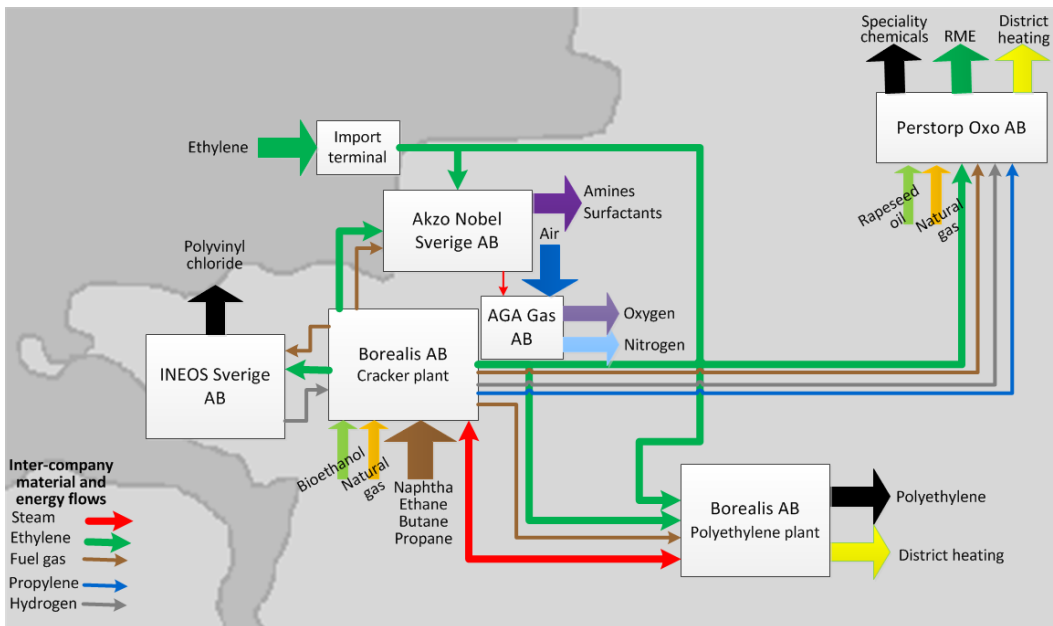 Speciality
chemicals
RME
District
heating
Perstorp Oxo AB
Rapeseed
oil
Natural
gas
Ethylene
Import
terminal
Akzo Nobel
Sverige AB
Amines
Surfactants
Air
Polyvinyl
chloride
AGA Gas
AB
Oxygen
Nitrogen
INEOS Sverige
AB
Borealis AB
Cracker plant
Bioethanol
Natural
gas
Naphtha
Ethane
Butane
Propane
Borealis AB
Polyethylene plant
Polyethylene
District heating
Inter-company
material and
energy flows
Steam
Ethylene
Fuel gas
Propylene
Hydrogen